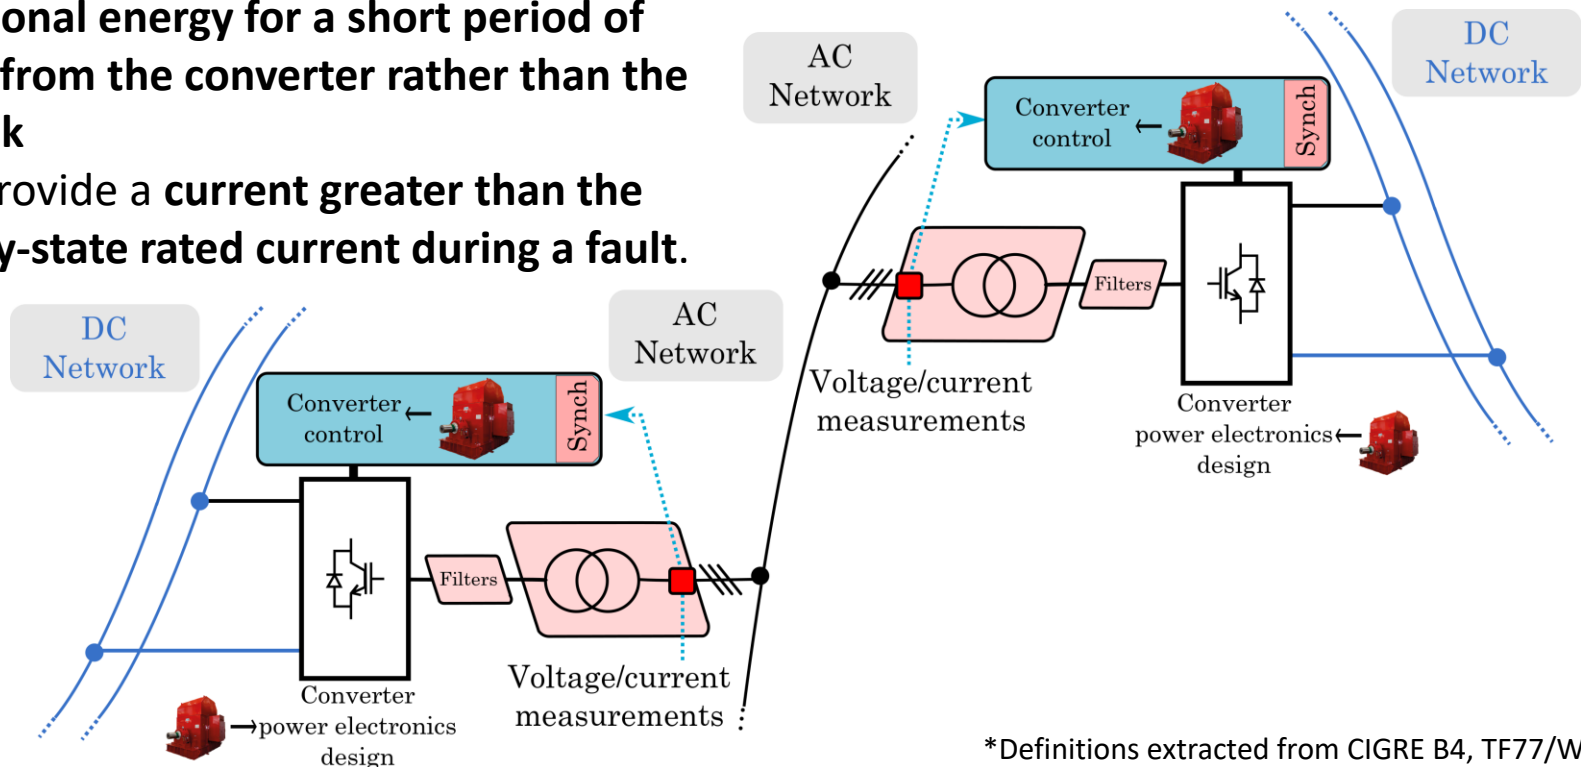 onal energy for a short period of
from the converter rather than the
k
rovide a current greater than the
y-state rated current during a fault.
AC
Network
DC
Network
Converter
control
Synch
Filters
Voltage/current
measurements
Converter
power electronics
design
DC
Network
AC
Network
Converter
control
Synch
Filters
Voltage/current
measurements
Converter
power electronics
design
*Definitions extracted from CIGRE B4, TF77/W